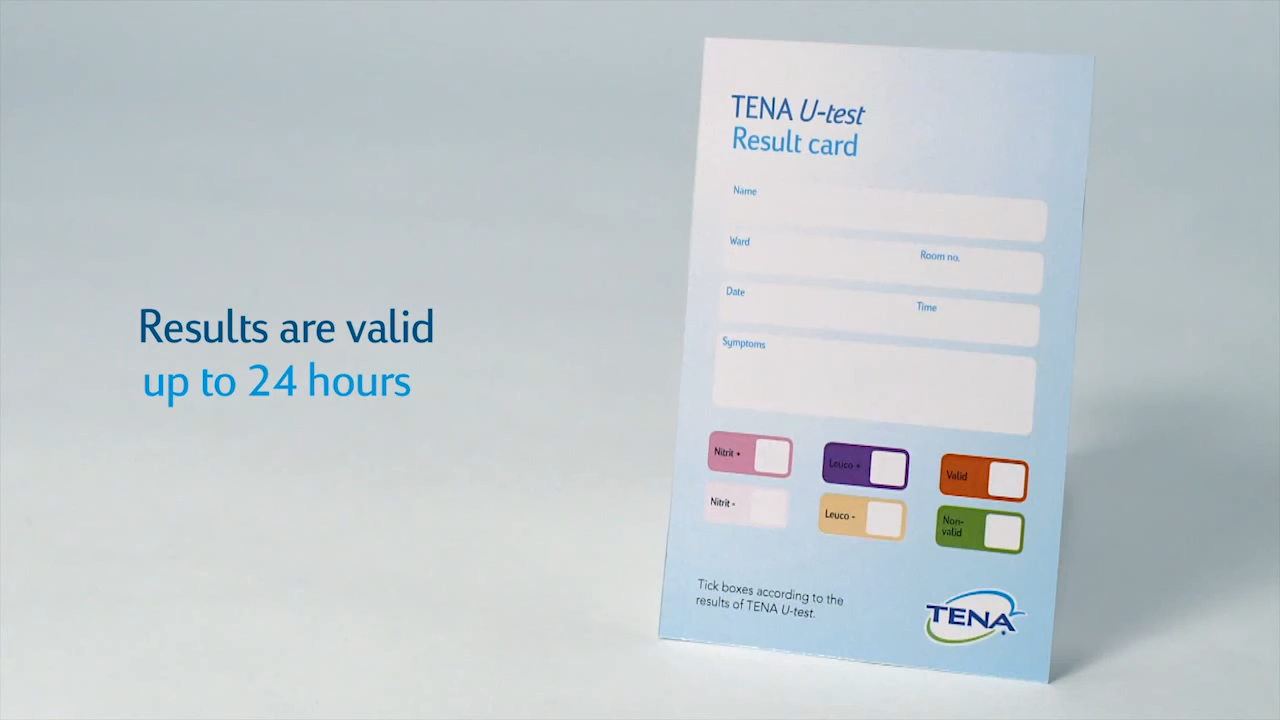 Results are valid
up to 24 hours
TENA U-test
Result card
Name
Ward Room no.
Date Time
Symptoms
Nitrit + Leuco + Valid
Nitrit - Leuco - Non-
valid
Tick boxes according to the
results of TENA U-test.
TENA